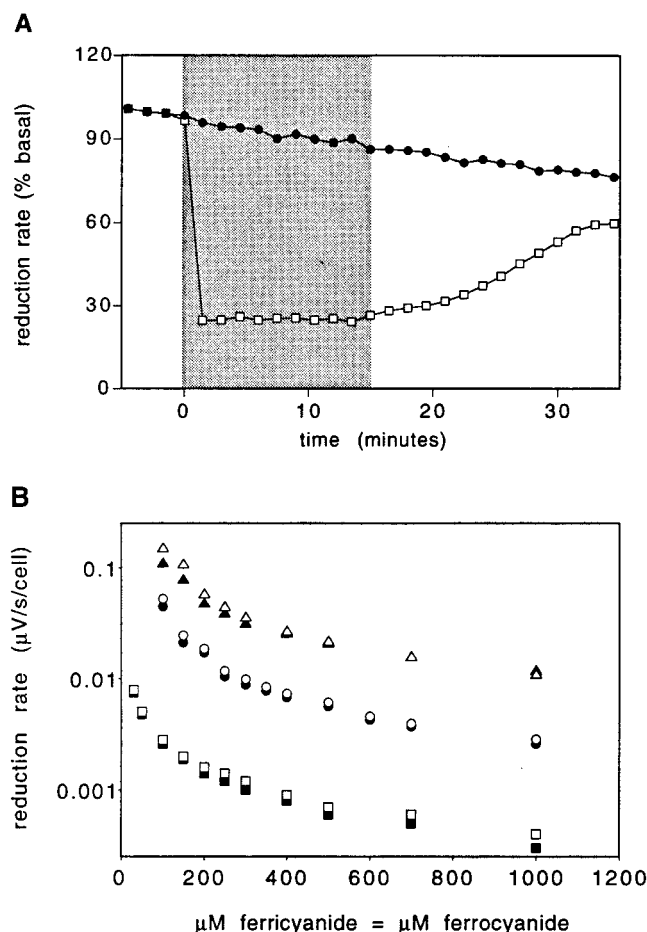 A
120
90
60
30
0
reduction rate (% basal)
0 10 20 30
time (minutes)
B
0.1
0.01
0.001
reduction rate (µV/s/cell)
0 200 400 600 800 1000 1200
µM ferricyanide = µM ferrocyanide